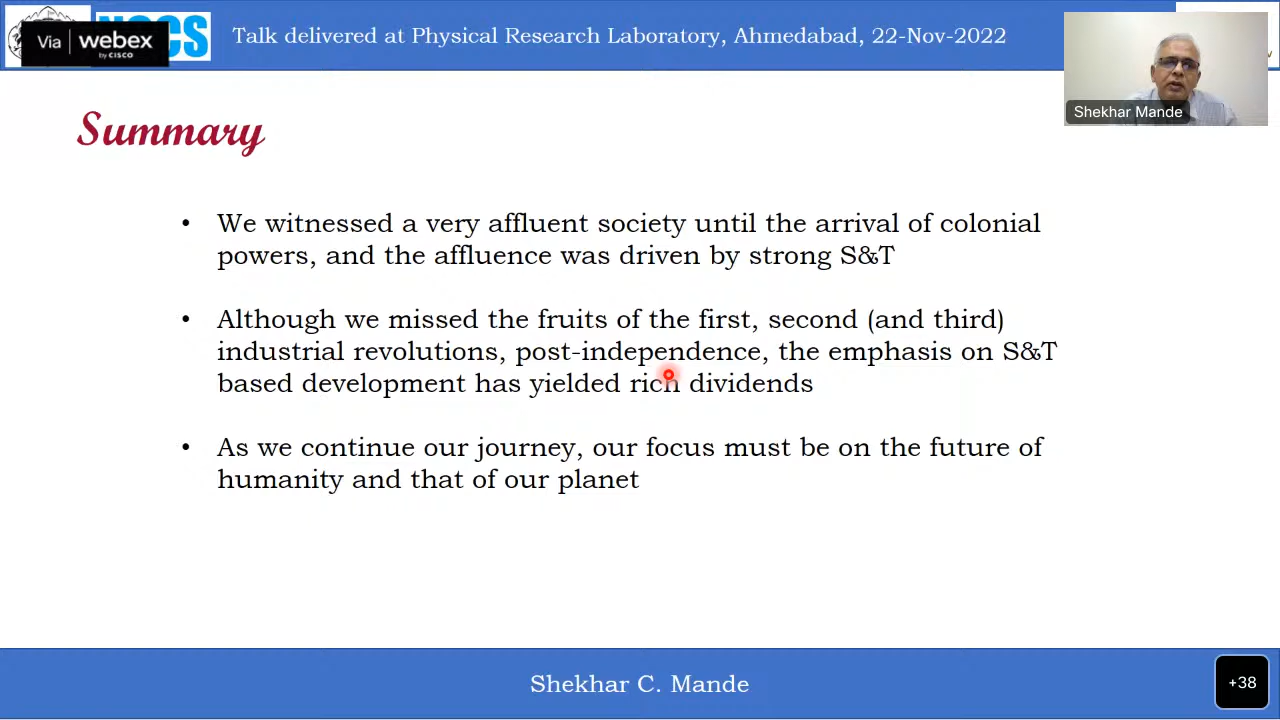 Via webex
by CISCO
CS
Talk delivered at Physical Research Laboratory, Ahmedabad, 22-Nov-2022
Shekhar Mande
Summary
• We witnessed a very affluent society until the arrival of colonial
powers, and the affluence was driven by strong S&T
• Although we missed the fruits of the first, second (and third)
industrial revolutions, post-independence, the emphasis on S&T
based development has yielded rich dividends
• As we continue our journey, our focus must be on the future of
humanity and that of our planet
Shekhar C. Mande
+38